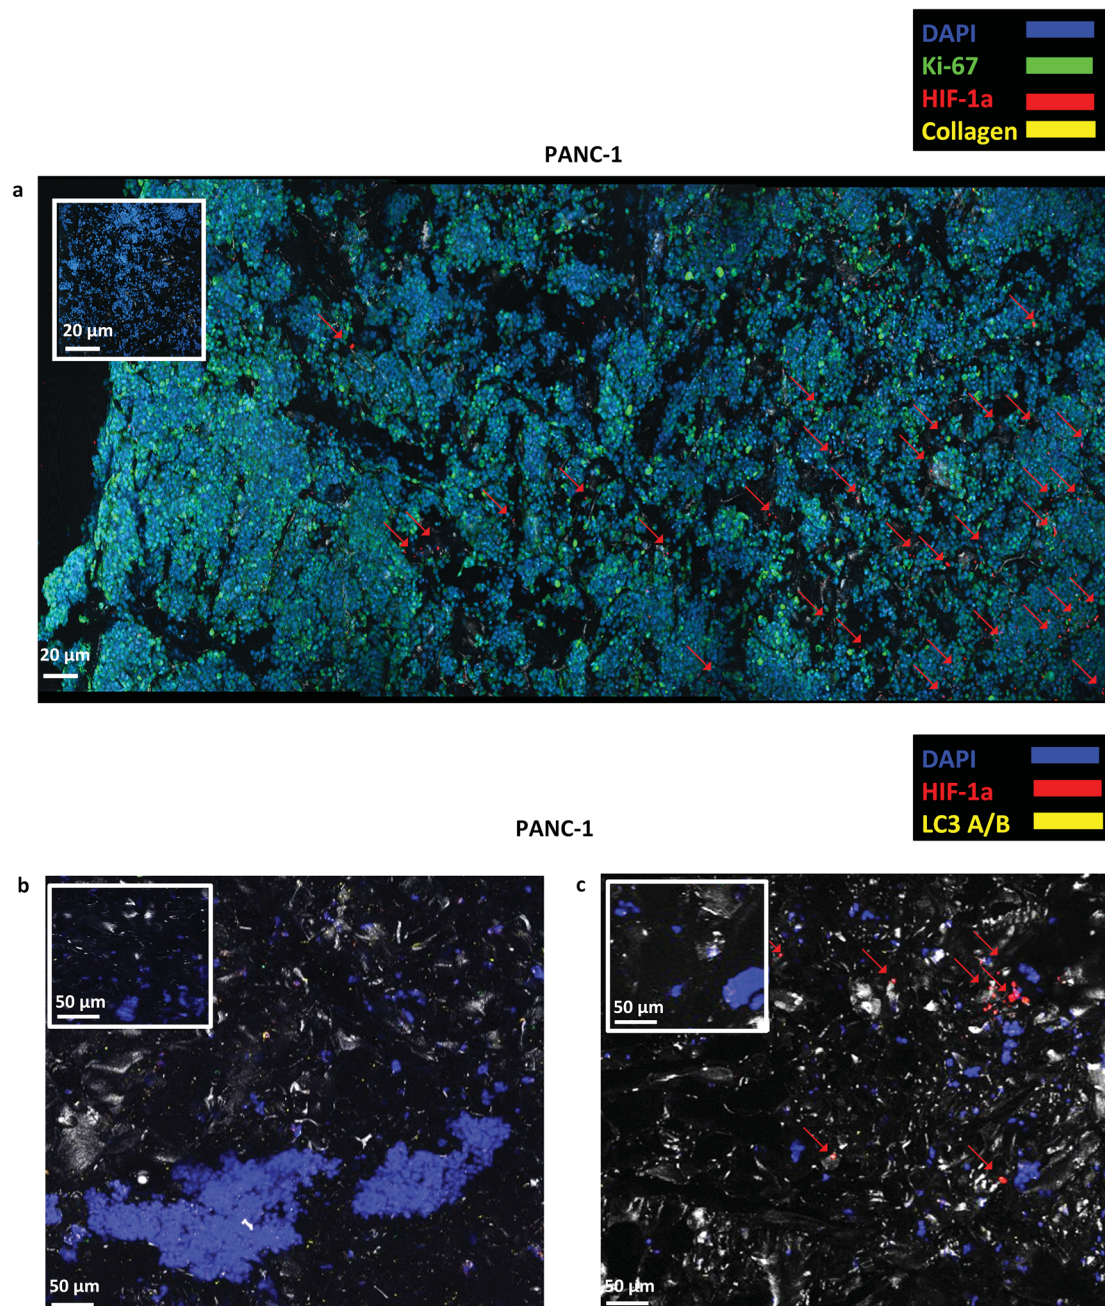 DAPI
Ki-67
HIF-1a
Collagen
PANC-1
a
20 µm
20 µm
DAPI
HIF-1a
LC3 A/B
PANC-1
b
c
50 µm
50 µm
50 µm
50 µm